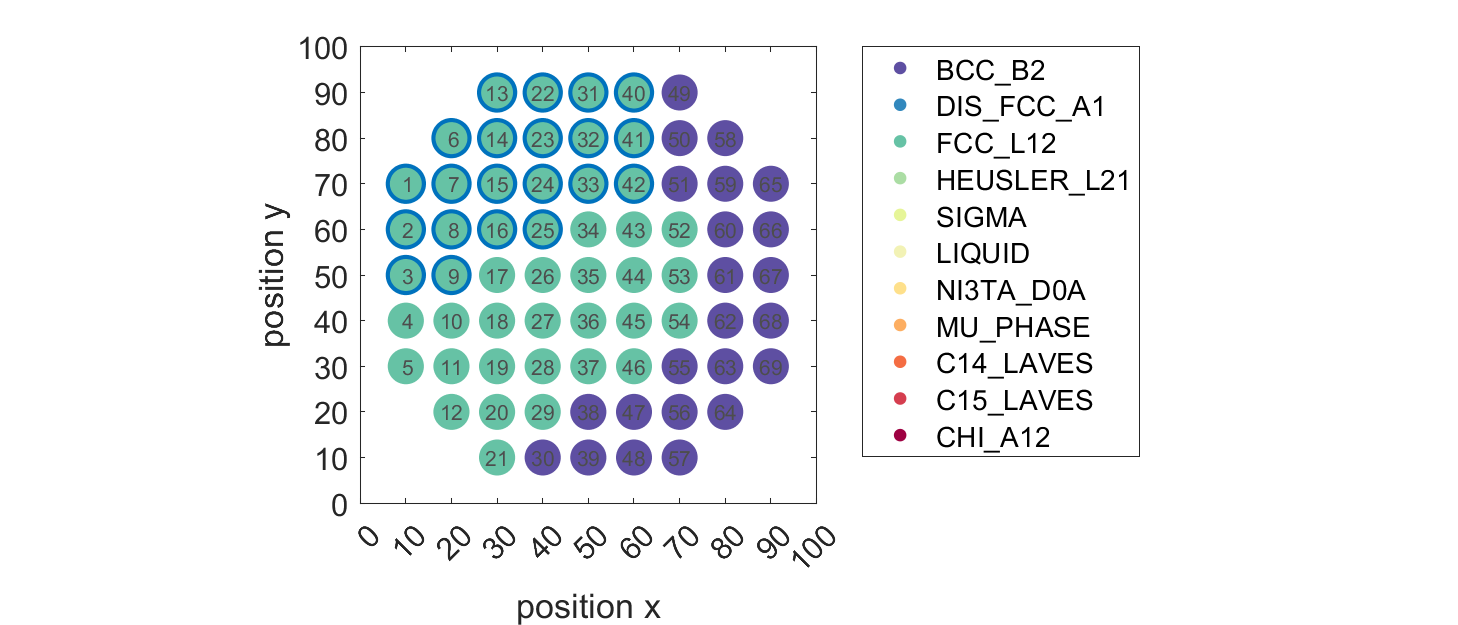 100
90
80
70
60
50
40
30
20
10
0
position y
13 22 31 40 49
6 14 23 32 41 50 58
1 7 15 24 33 42 51 59 65
2 8 16 25 34 43 52 60 66
3 9 17 26 35 44 53 61 67
4 10 18 27 36 45 54 62 68
5 11 19 28 37 46 55 63 69
12 20 29 38 47 56 64
21 30 39 48 57
0 10 20 30 40 50 60 70 80 90 100
position x
BCC_B2
DIS_FCC_A1
FCC_L12
HEUSLER_L21
SIGMA
LIQUID
NI3TA_D0A
MU_PHASE
C14_LAVES
C15_LAVES
CHI_A12